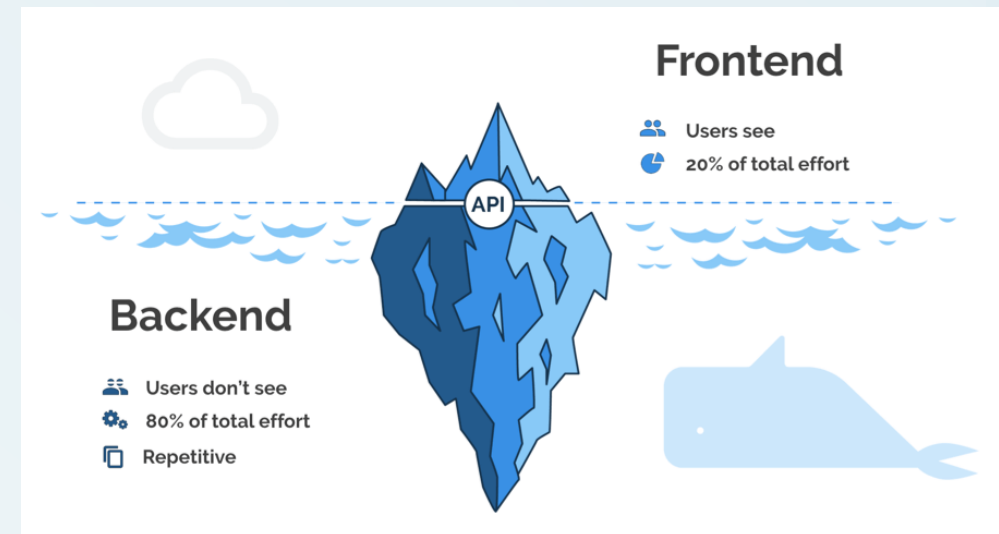 Frontend
Users see
20% of total effort
API
Backend
Users don’t see
80% of total effort
Repetitive